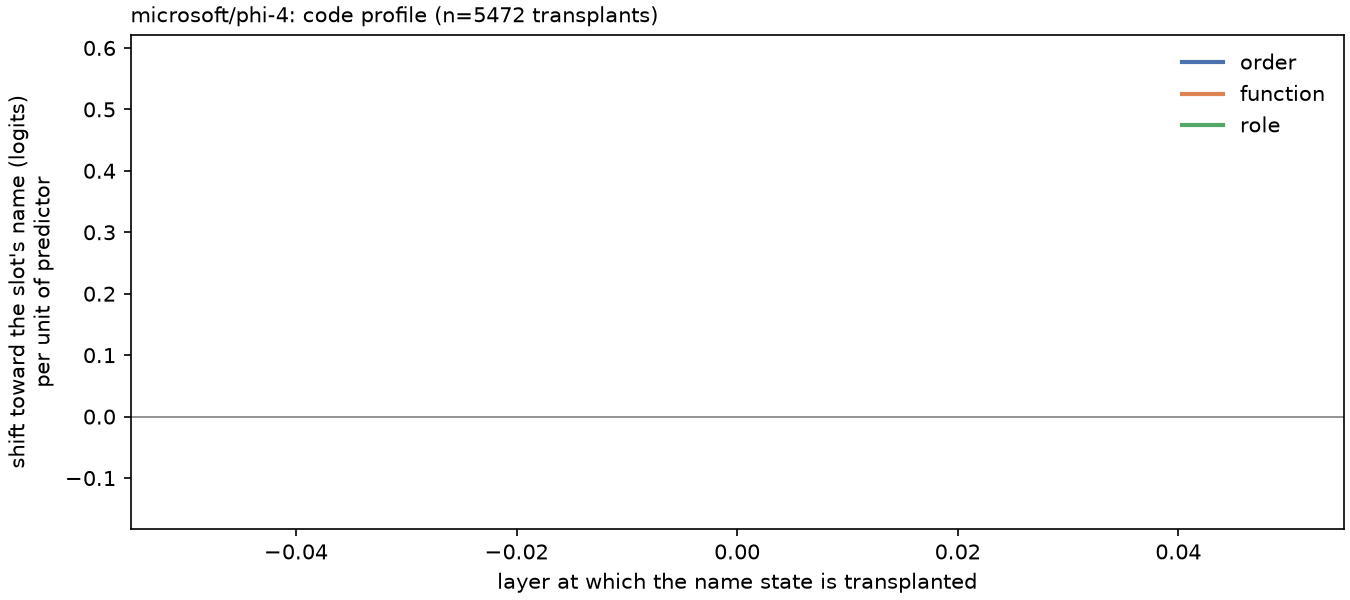 microsoft/phi-4: code profile (n=5472 transplants)
shift toward the slot's name (logits)
per unit of predictor
0.6
0.5
0.4
0.3
0.2
0.1
0.0
−0.1
order
function
role
−0.04
−0.02
0.00
0.02
0.04
layer at which the name state is transplanted